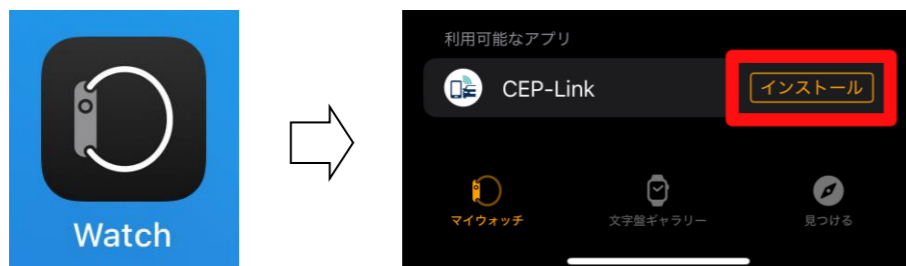 Watch
利用可能なアプリ
CEP-Link
インストール
マイウォッチ
文字盤ギャラリー
見つける